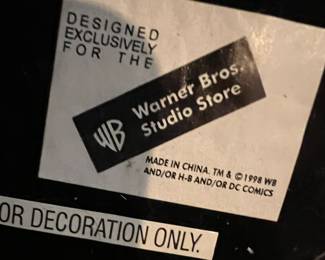 DESIGNED
EXCLUSIVELY
FOR THE
WB
Warner Bros.
Studio Store
MADE IN CHINA. TM & © 1998 WB
AND/OR H-B AND/OR DC COMICS
OR DECORATION ONLY.